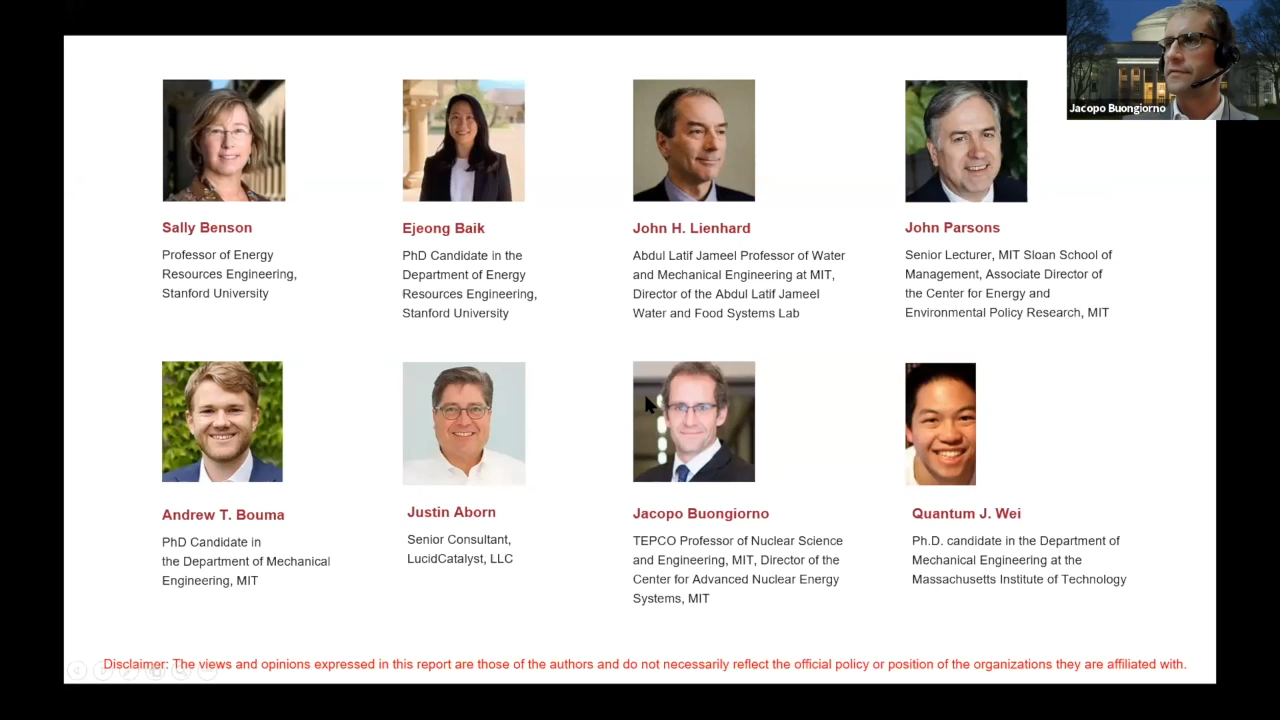 Jacopo Buongiorno
Sally Benson
Professor of Energy
Resources Engineering,
Stanford University
Ejeong Baik
PhD Candidate in the
Department of Energy
Resources Engineering,
Stanford University
John H. Lienhard
Abdul Latif Jameel Professor of Water
and Mechanical Engineering at MIT,
Director of the Abdul Latif Jameel
Water and Food Systems Lab
John Parsons
Senior Lecturer, MIT Sloan School of
Management, Associate Director of
the Center for Energy and
Environmental Policy Research, MIT
Andrew T. Bouma
PhD Candidate in
the Department of Mechanical
Engineering, MIT
Justin Aborn
Senior Consultant,
LucidCatalyst, LLC
Jacopo Buongiorno
TEPCO Professor of Nuclear Science
and Engineering, MIT, Director of the
Center for Advanced Nuclear Energy
Systems, MIT
Quantum J. Wei
Ph.D. candidate in the Department of
Mechanical Engineering at the
Massachusetts Institute of Technology
Disclaimer: The views and opinions expressed in this report are those of the authors and do not necessarily reflect the official policy or position of the organizations they are affiliated with.